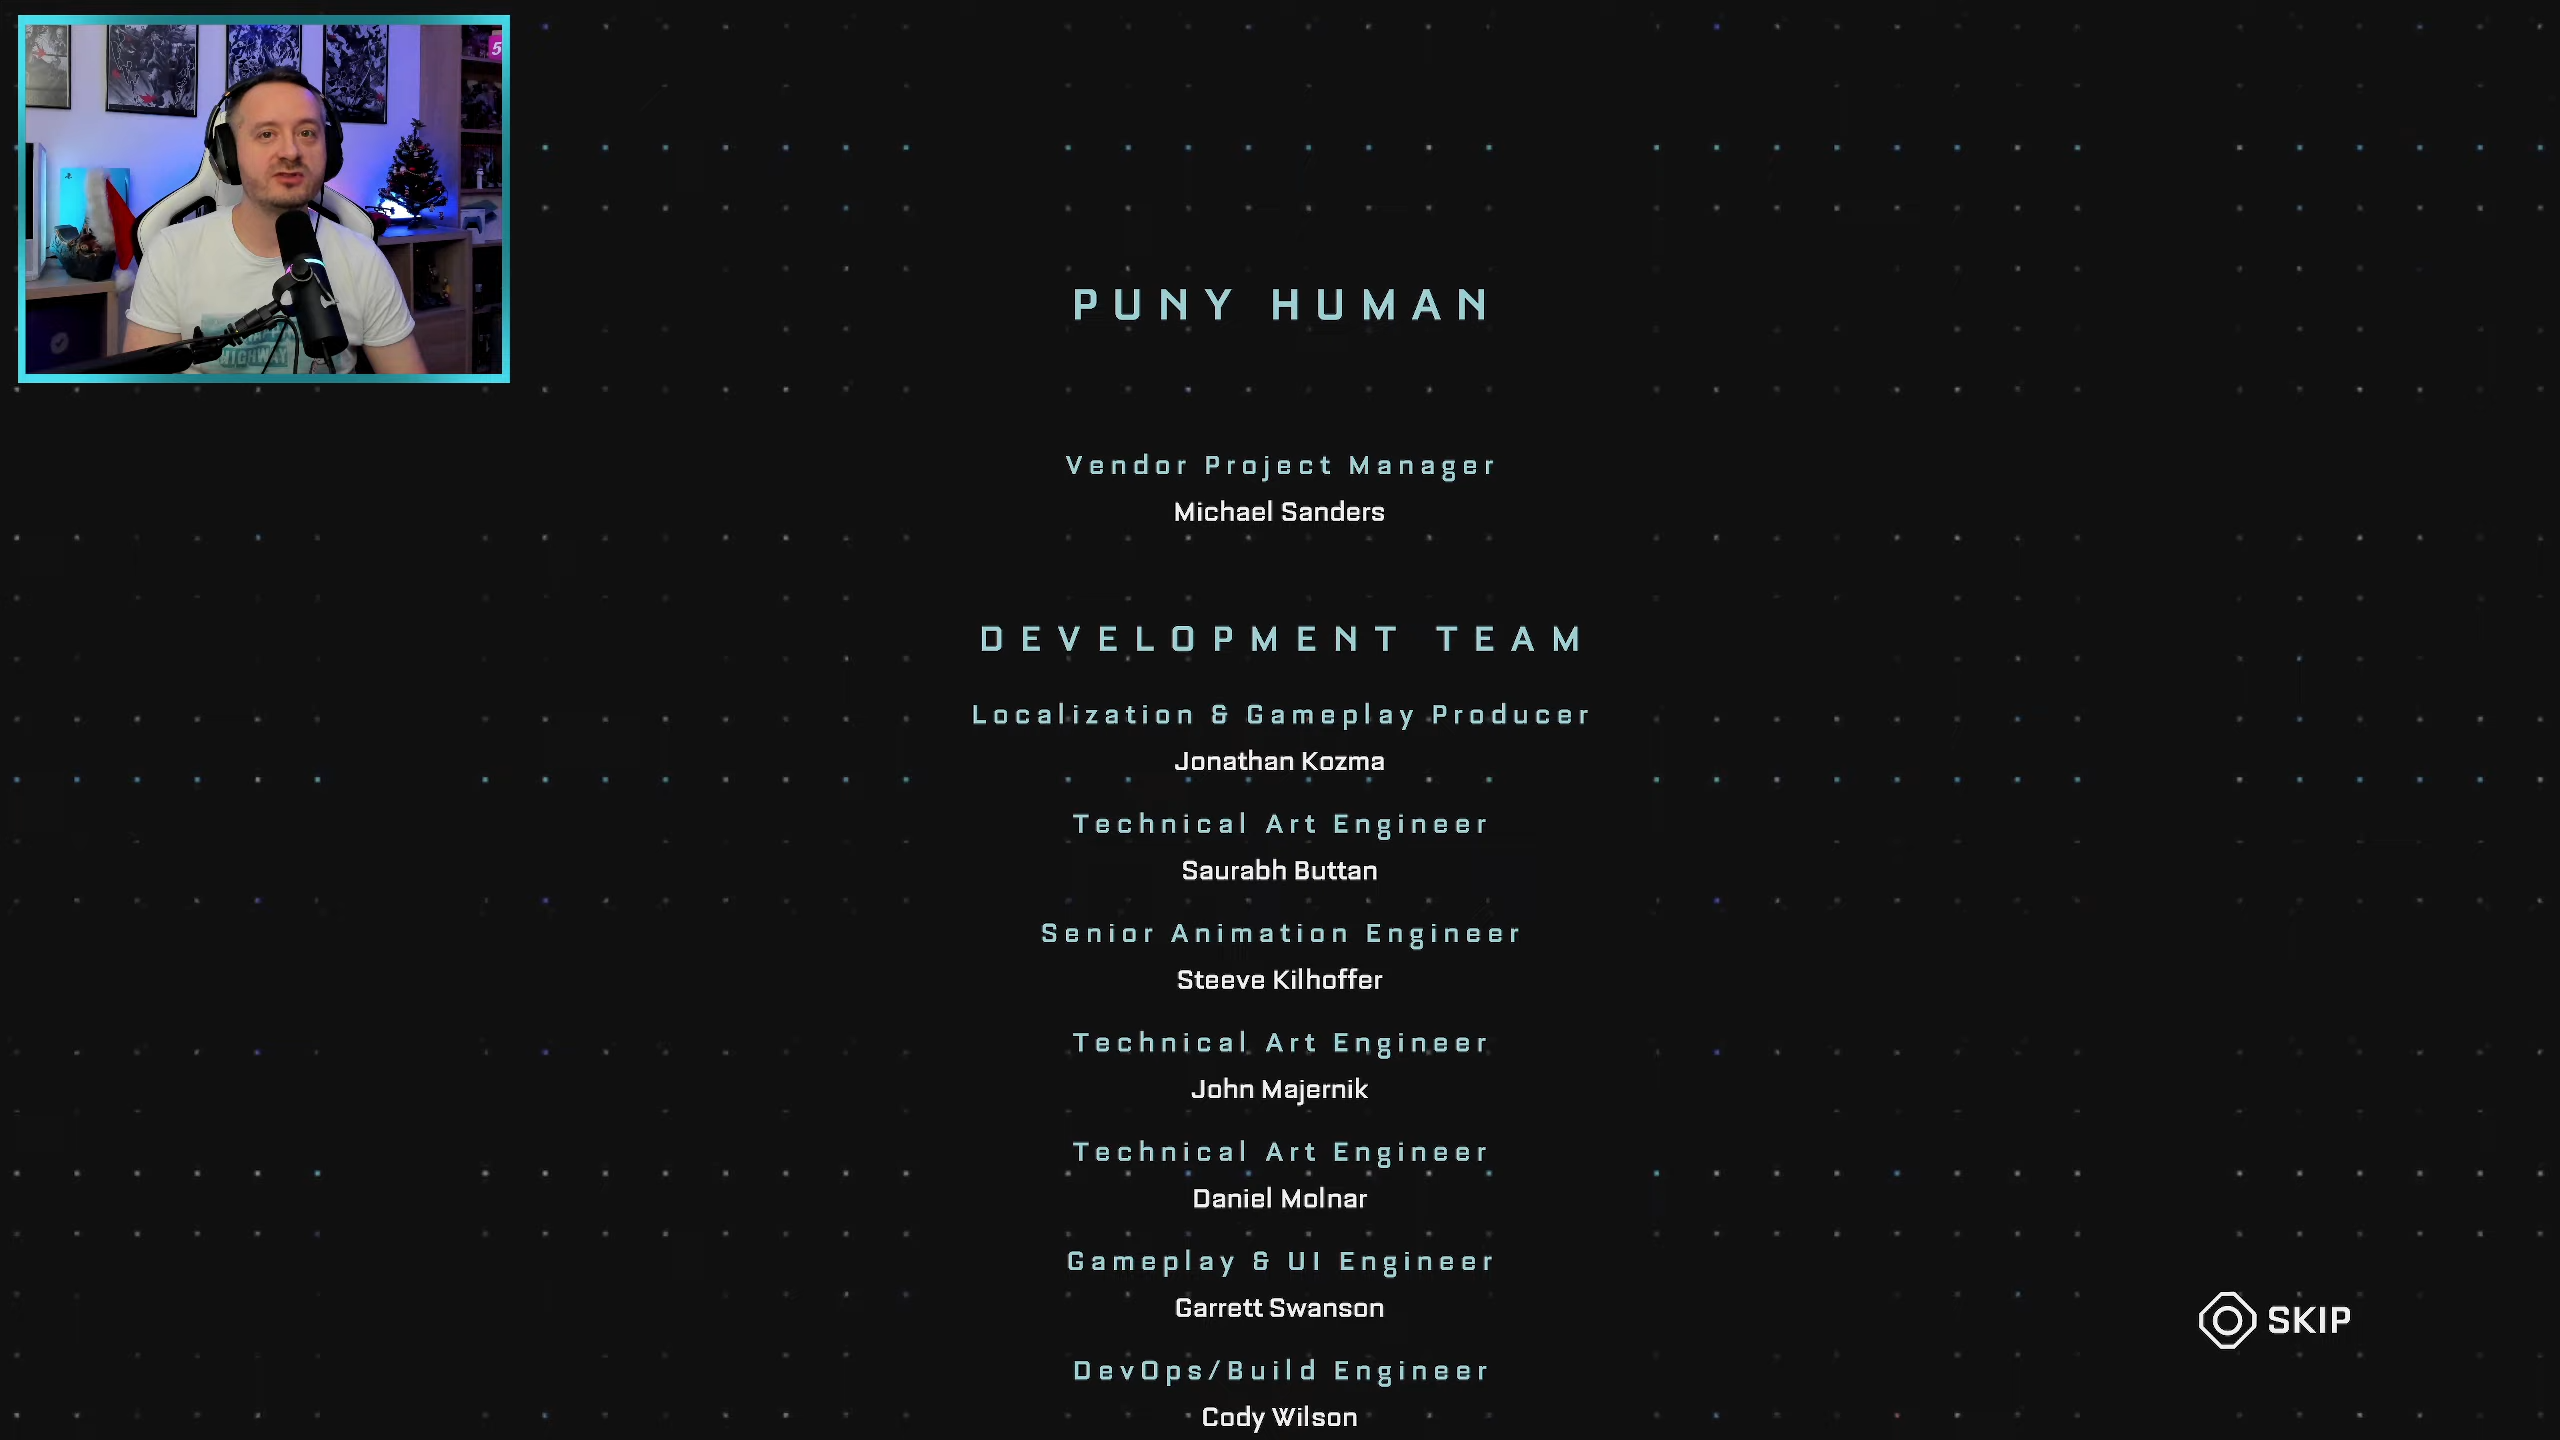 5
HIGHWAY
PUNY HUMAN
Vendor Project Manager
Michael Sanders
DEVELOPMENT TEAM
Localization & Gameplay Producer
Jonathan Kozma
Technical Art Engineer
Saurabh Buttan
Senior Animation Engineer
Steeve Kilhoffer
Technical Art Engineer
John Majernik
Technical Art Engineer
Daniel Molnar
Gameplay & UI Engineer
Garrett Swanson
DevOps/Build Engineer
Cody Wilson
SKIP